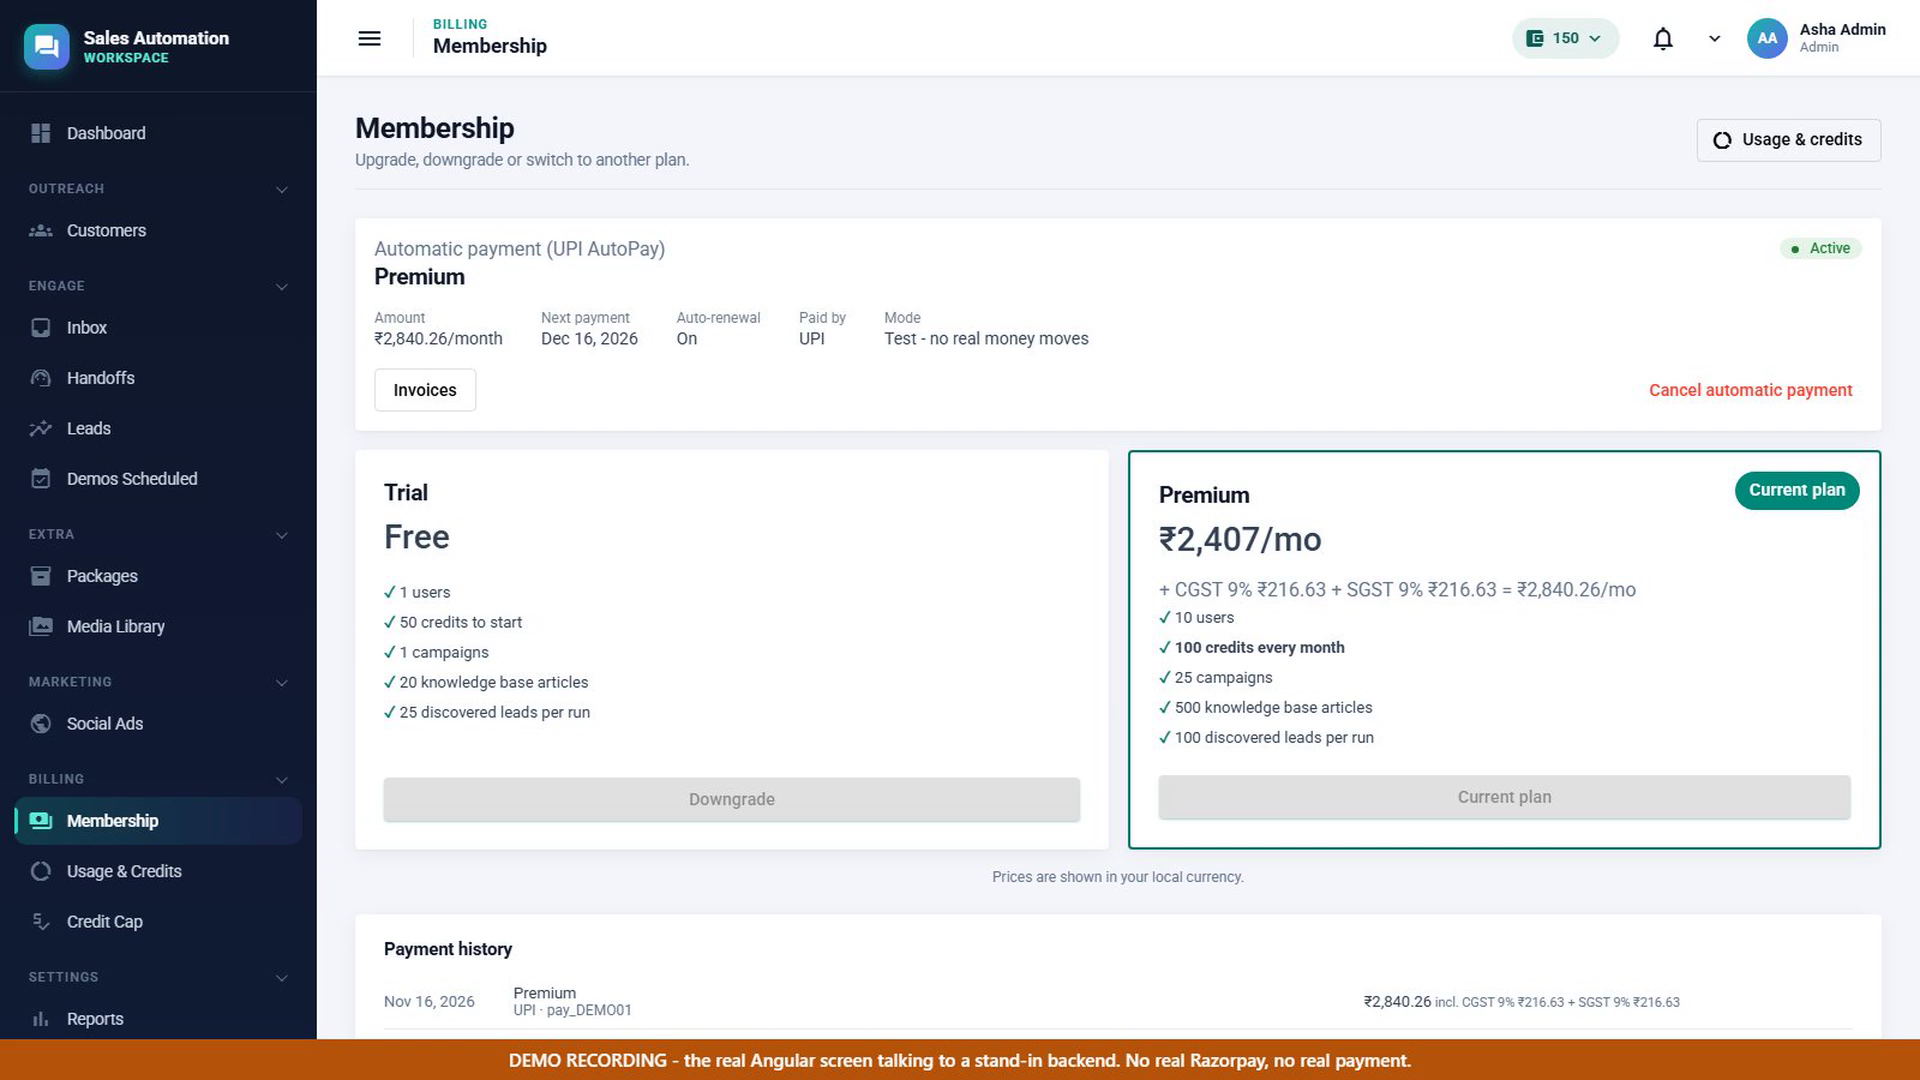 Sales Automation
WORKSPACE
Dashboard
OUTREACH
Customers
ENGAGE
Inbox
Handoffs
Leads
Demos Scheduled
EXTRA
Packages
Media Library
MARKETING
Social Ads
BILLING
Membership
Usage & Credits
Credit Cap
SETTINGS
Reports
BILLING
Membership
150
AA
Asha Admin
Admin
Membership
Upgrade, downgrade or switch to another plan.
Usage & credits
Automatic payment (UPI AutoPay)
Active
Premium
Amount
₹2,840.26/month
Next payment
Dec 16, 2026
Auto-renewal
On
Paid by
UPI
Mode
Test - no real money moves
Invoices
Cancel automatic payment
Trial
Free
✓ 1 users
✓ 50 credits to start
✓ 1 campaigns
✓ 20 knowledge base articles
✓ 25 discovered leads per run
Downgrade
Premium
Current plan
₹2,407/mo
+ CGST 9% ₹216.63 + SGST 9% ₹216.63 = ₹2,840.26/mo
✓ 10 users
✓ 100 credits every month
✓ 25 campaigns
✓ 500 knowledge base articles
✓ 100 discovered leads per run
Current plan
Prices are shown in your local currency.
Payment history
Nov 16, 2026
Premium
UPI · pay_DEMO01
₹2,840.26 incl. CGST 9% ₹216.63 + SGST 9% ₹216.63
DEMO RECORDING - the real Angular screen talking to a stand-in backend. No real Razorpay, no real payment.